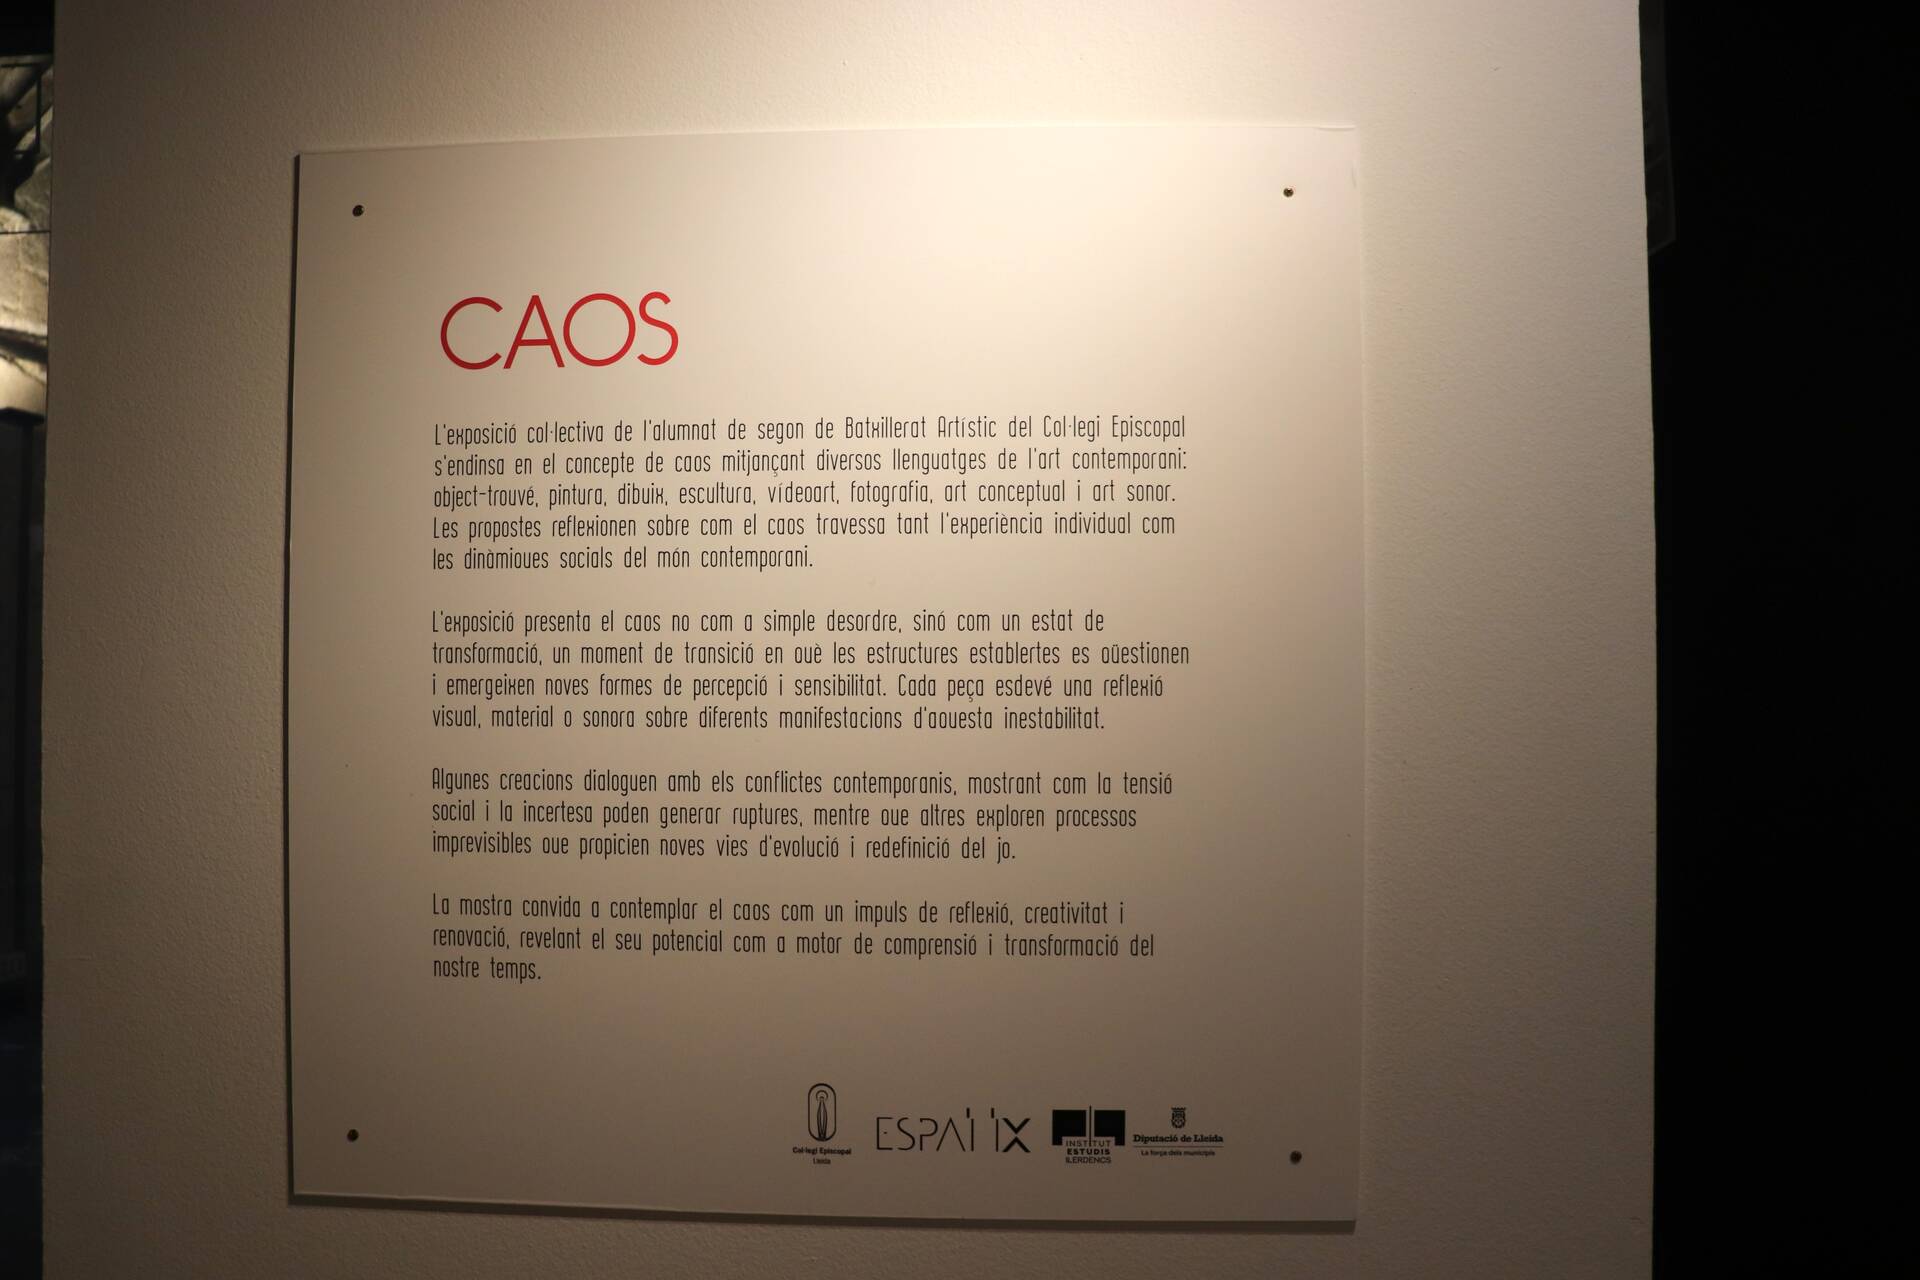 CAOS
L'exposició col·lectiva de l'alumnat de segon de Batxillerat Artístic del Col·legi Episcopal
s'endinsa en el concepte de caos mitjançant diversos llenguatges de l'art contemporani:
object-trouvé, pintura, dibuix, escultura, vídeoart, fotografia, art conceptual i art sonor.
Les propostes reflexionen sobre com el caos travessa tant l'experiència individual com
les dinàmiques socials del món contemporani.
L'exposició presenta el caos no com a simple desordre, sinó com un estat de
transformació, un moment de transició en què les estructures establertes es qüestionen
i emergeixen noves formes de percepció i sensibilitat. Cada peça esdevé una reflexió
visual, material o sonora sobre diferents manifestacions d'aquesta inestabilitat.
Algunes creacions dialoguen amb els conflictes contemporanis, mostrant com la tensió
social i la incertesa poden generar ruptures, mentre que altres exploren processos
imprevisibles que propicien noves vies d'evolució i redefinició del jo.
La mostra convida a contemplar el caos com un impuls de reflexió, creativitat i
renovació, revelant el seu potencial com a motor de comprensió i transformació del
nostre temps.
Col·legi Episcopal
Lleida
ESPAI IX
INSTITUT
ESTUDIS
ILERDENCS
Diputació de Lleida
La força dels municipis